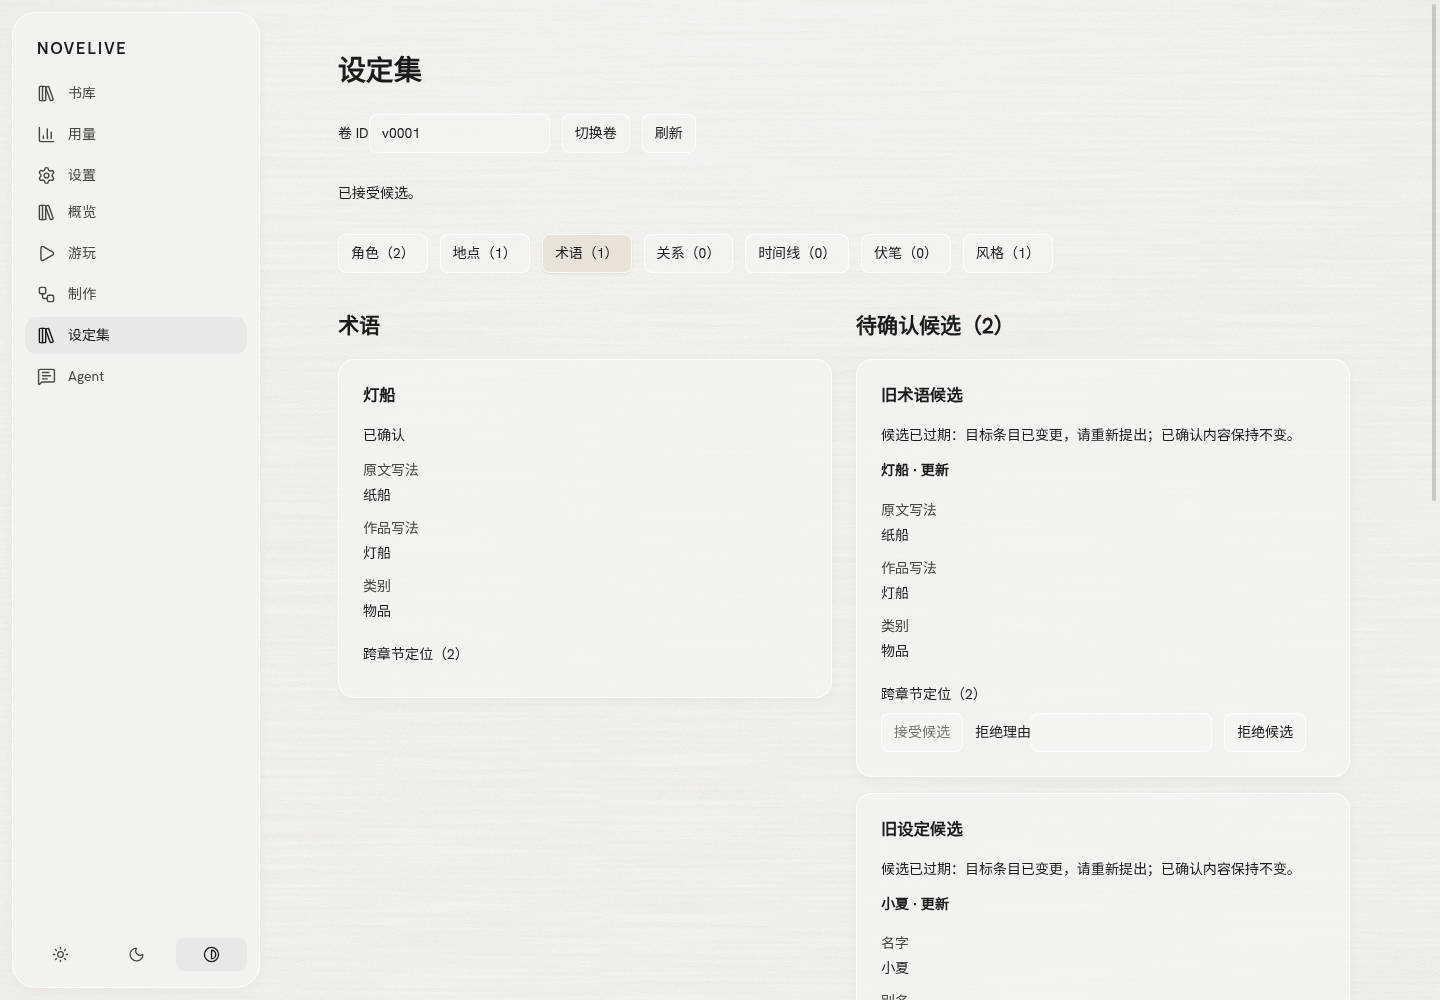 NOVELIVE
书库
用量
设置
概览
游玩
制作
设定集
Agent
设定集
卷 ID v0001 切换卷 刷新
已接受候选。
角色（2） 地点（1） 术语（1） 关系（0） 时间线（0） 伏笔（0） 风格（1）
术语
灯船
已确认
原文写法
纸船
作品写法
灯船
类别
物品
跨章节定位（2）
待确认候选（2）
旧术语候选
候选已过期：目标条目已变更，请重新提出；已确认内容保持不变。
灯船 · 更新
原文写法
纸船
作品写法
灯船
类别
物品
跨章节定位（2）
接受候选 拒绝理由 拒绝候选
旧设定候选
候选已过期：目标条目已变更，请重新提出；已确认内容保持不变。
小夏 · 更新
名字
小夏